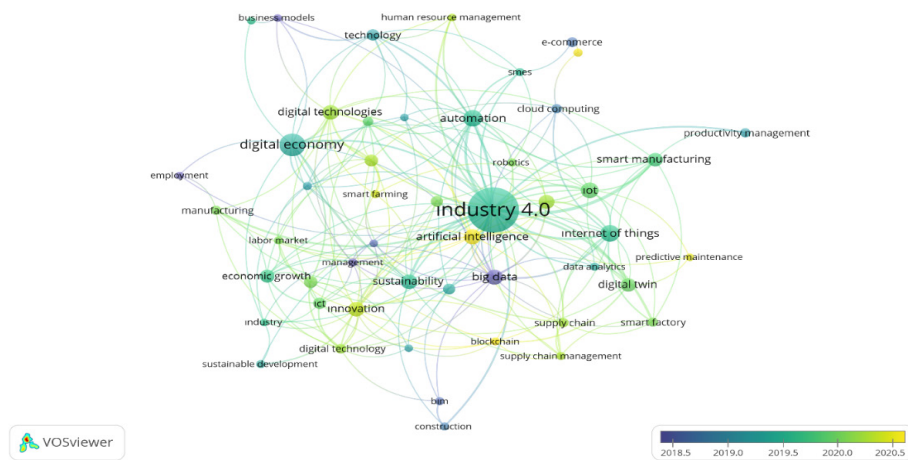 business models
human resource management
technology
e-commerce
smes
digital technologies
cloud computing
automation
productivity management
digital economy
smart manufacturing
robotics
employment
smart farming
iot
manufacturing
industry 4.0
labor market
artificial intelligence
internet of things
predictive maintenance
management
data analytics
economic growth
sustainability
big data
digital twin
ict
innovation
industry
supply chain
smart factory
blockchain
digital technology
supply chain management
sustainable development
bim
construction
VOSviewer
2018.5 2019.0 2019.5 2020.0 2020.5